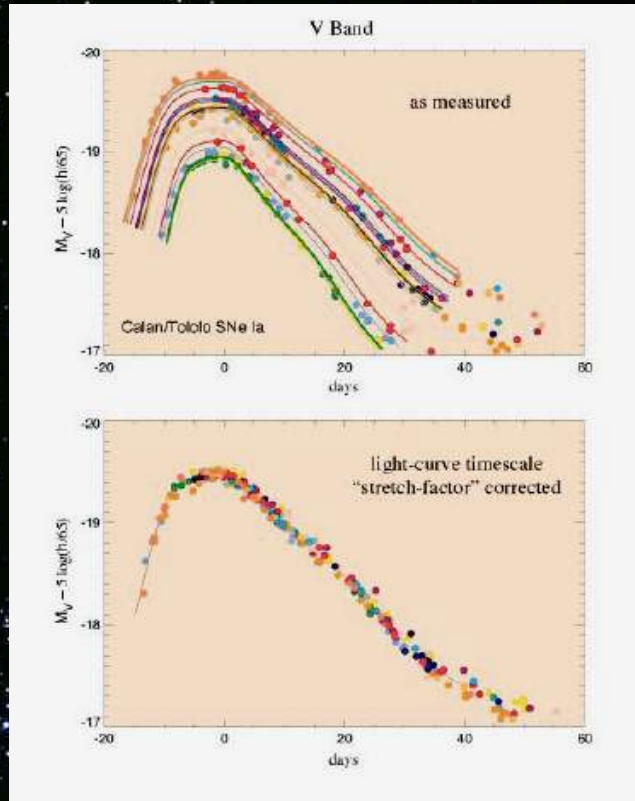 V Band
-20
as measured
-19
M_V – 5 log(h/65)
-18
Calan/Tololo SNe Ia
-17
-20 0 20 40 60
days
-20
light-curve timescale
“stretch-factor” corrected
-19
M_V – 5 log(h/65)
-18
-17
-20 0 20 40 60
days